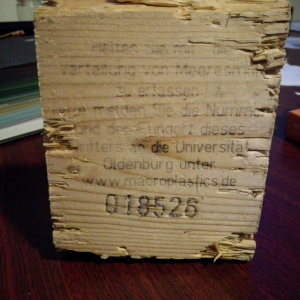 Helfen Sie mit die
Verteilung von Meeresmüll
zu erfassen!
melden Sie die Nummer
und den Fundort dieses
an die Universität
Oldenburg unter
www.macroplastics.de
018526